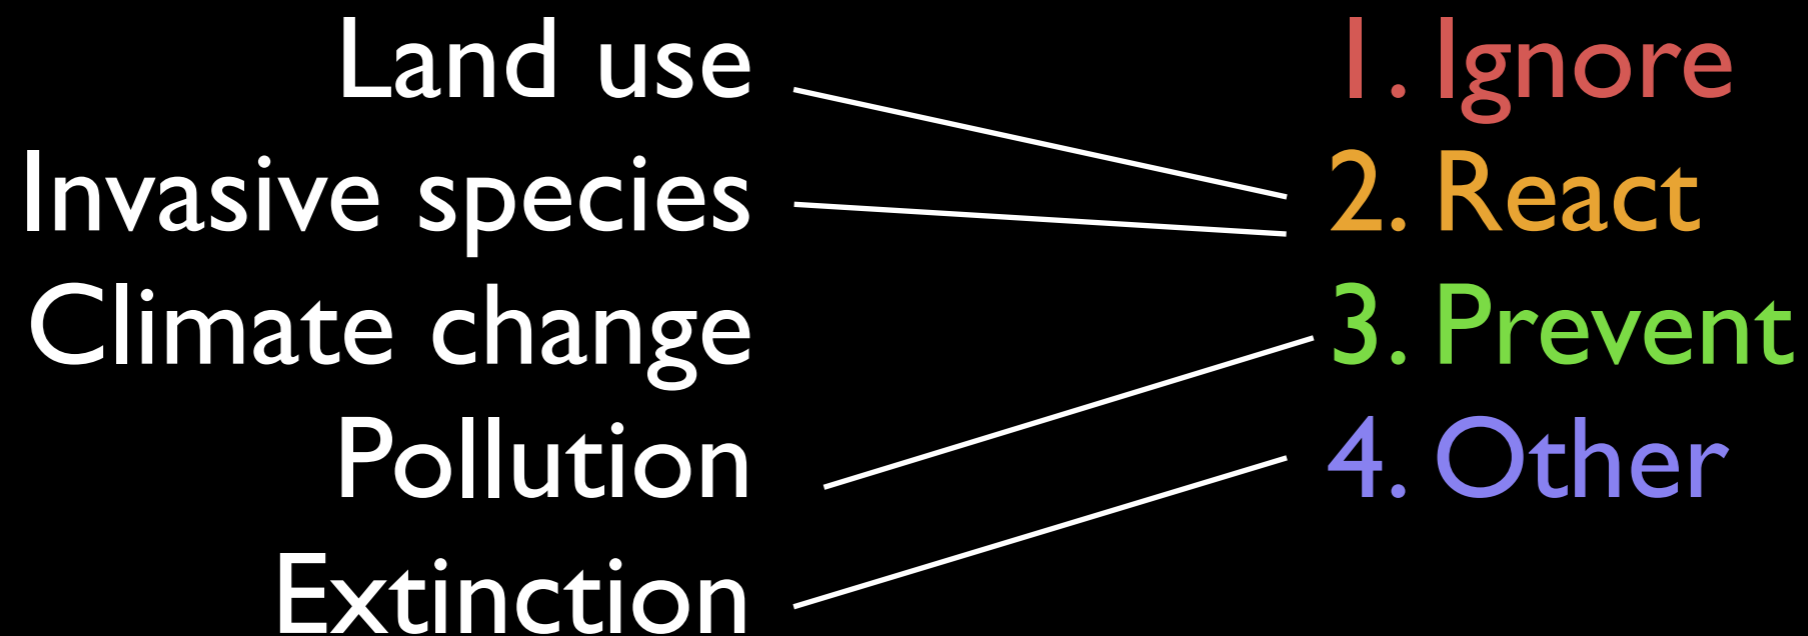 Land use
Invasive species
Climate change
Pollution
Extinction
1. Ignore
2. React
3. Prevent
4. Other